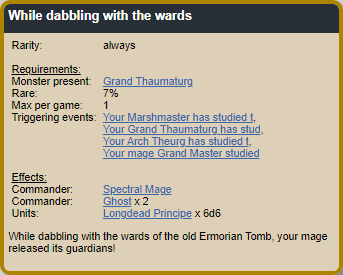 While dabbling with the wards
Rarity: always
Requirements:
Monster present: Grand Thaumaturg
Rare: 7%
Max per game: 1
Triggering events: Your Marshmaster has studied t,
Your Grand Thaumaturg has stud,
Your Arch Theurg has studied t,
Your mage Grand Master studied
Effects:
Commander: Spectral Mage
Commander: Ghost x 2
Units: Longdead Principe x 6d6
While dabbling with the wards of the old Ermorian Tomb, your mage
released its guardians!